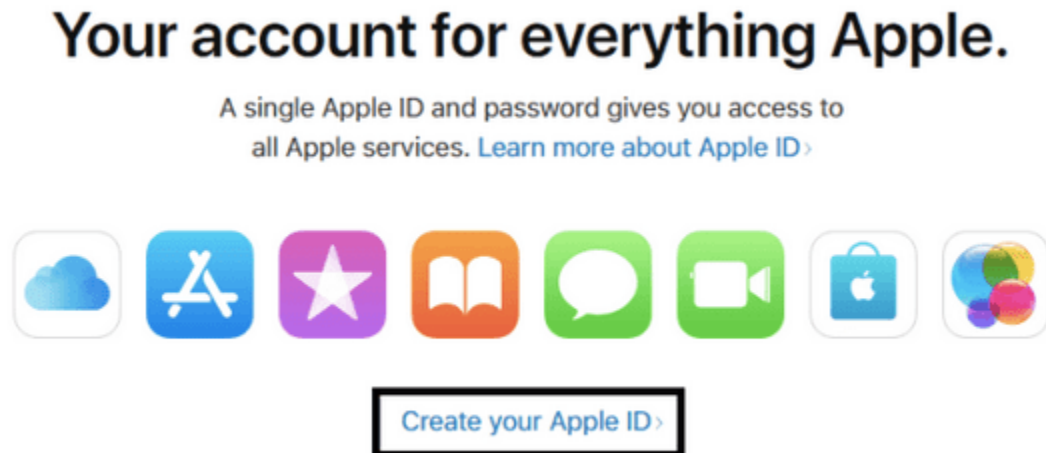 Your account for everything Apple.
A single Apple ID and password gives you access to
all Apple services. Learn more about Apple ID>
Create your Apple ID>